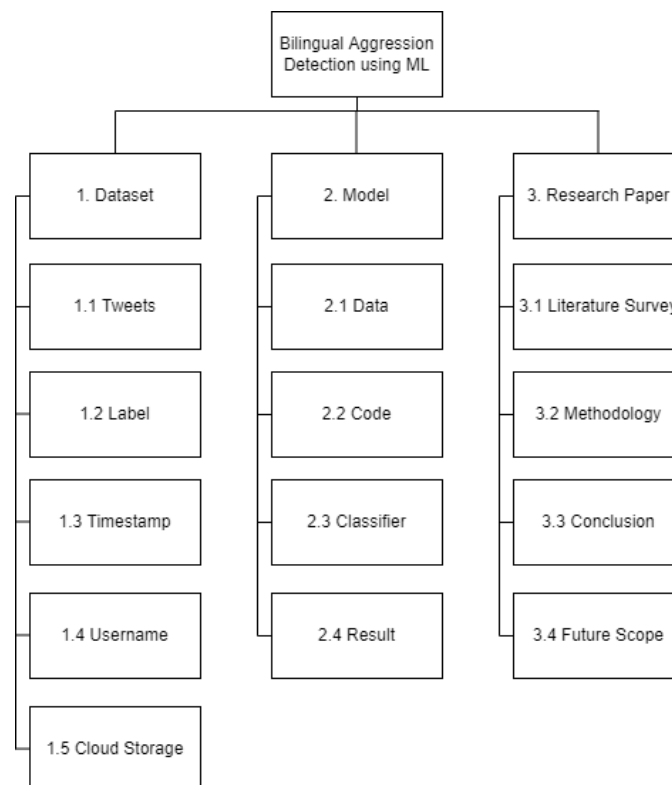 Bilingual Aggression
Detection using ML
1. Dataset
2. Model
3. Research Paper
1.1 Tweets
2.1 Data
3.1 Literature Survey
1.2 Label
2.2 Code
3.2 Methodology
1.3 Timestamp
2.3 Classifier
3.3 Conclusion
1.4 Username
2.4 Result
3.4 Future Scope
1.5 Cloud Storage